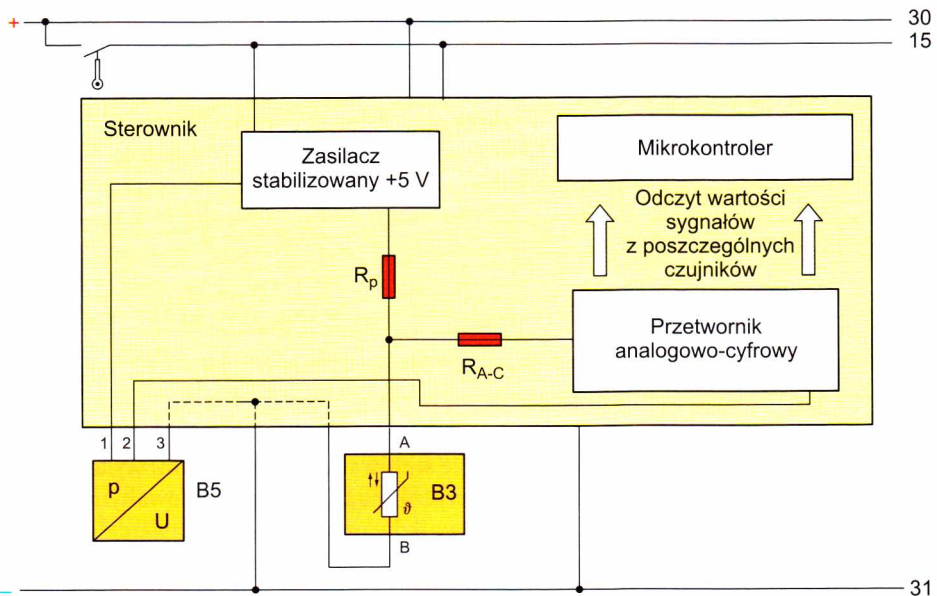 +
30
15
Sterownik
Zasilacz
stabilizowany +5 V
Mikrokontroler
Odczyt wartości
sygnałów
z poszczególnych
czujników
Rp
RA-C
Przetwornik
analogowo-cyfrowy
1 2 3
A
p
U
B5
ϑ
B3
B
–
31